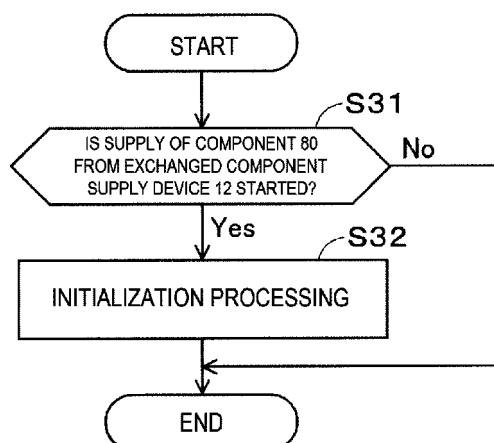 START
S31
IS SUPPLY OF COMPONENT 80
FROM EXCHANGED COMPONENT
SUPPLY DEVICE 12 STARTED?
No
Yes
S32
INITIALIZATION PROCESSING
END